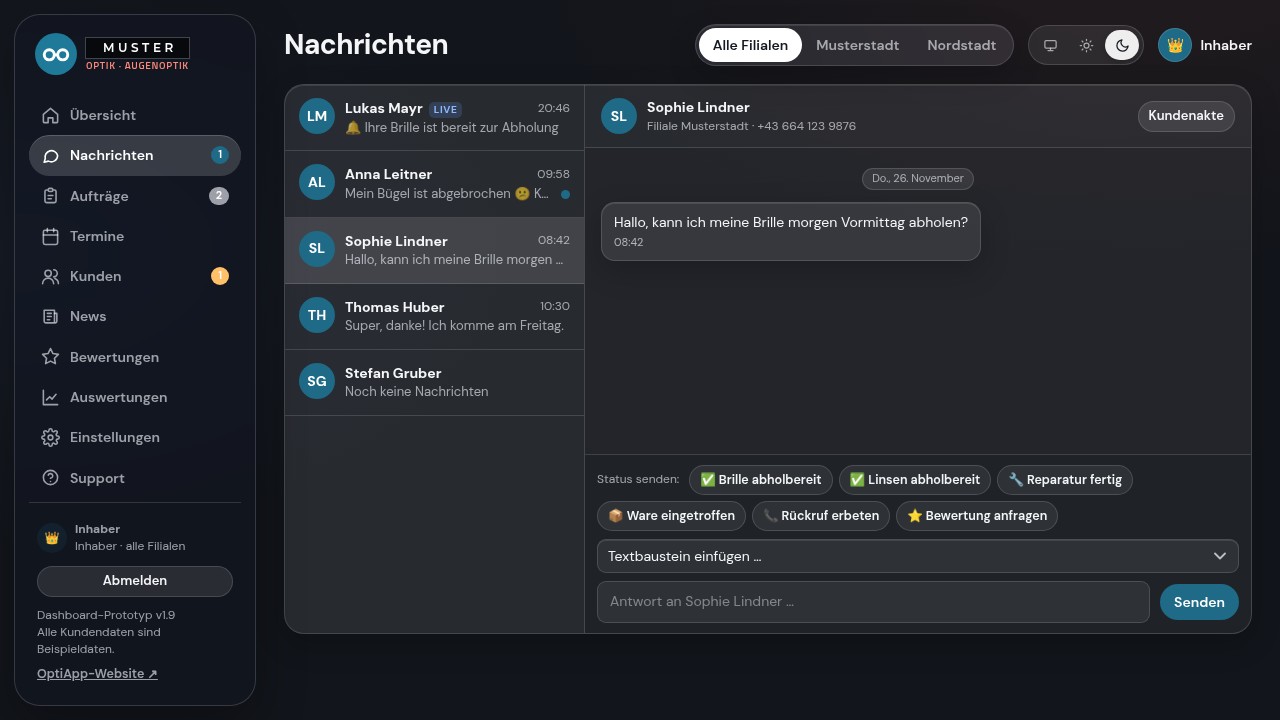 MUSTER
OPTIK · AUGENOPTIK
Übersicht
Nachrichten 1
Aufträge 2
Termine
Kunden 1
News
Bewertungen
Auswertungen
Einstellungen
Support
Inhaber
Inhaber · alle Filialen
Abmelden
Dashboard-Prototyp v1.9
Alle Kundendaten sind
Beispieldaten.
OptiApp-Website ↗
Nachrichten
Alle Filialen Musterstadt Nordstadt
Inhaber
LM Lukas Mayr LIVE 20:46
🔔 Ihre Brille ist bereit zur Abholung
AL Anna Leitner 09:58
Mein Bügel ist abgebrochen 😕 K…
SL Sophie Lindner 08:42
Hallo, kann ich meine Brille morgen …
TH Thomas Huber 10:30
Super, danke! Ich komme am Freitag.
SG Stefan Gruber
Noch keine Nachrichten
SL Sophie Lindner
Filiale Musterstadt · +43 664 123 9876
Kundenakte
Do., 26. November
Hallo, kann ich meine Brille morgen Vormittag abholen?
08:42
Status senden: ✅ Brille abholbereit ✅ Linsen abholbereit 🔧 Reparatur fertig
📦 Ware eingetroffen 📞 Rückruf erbeten ⭐ Bewertung anfragen
Textbaustein einfügen …
Antwort an Sophie Lindner …
Senden